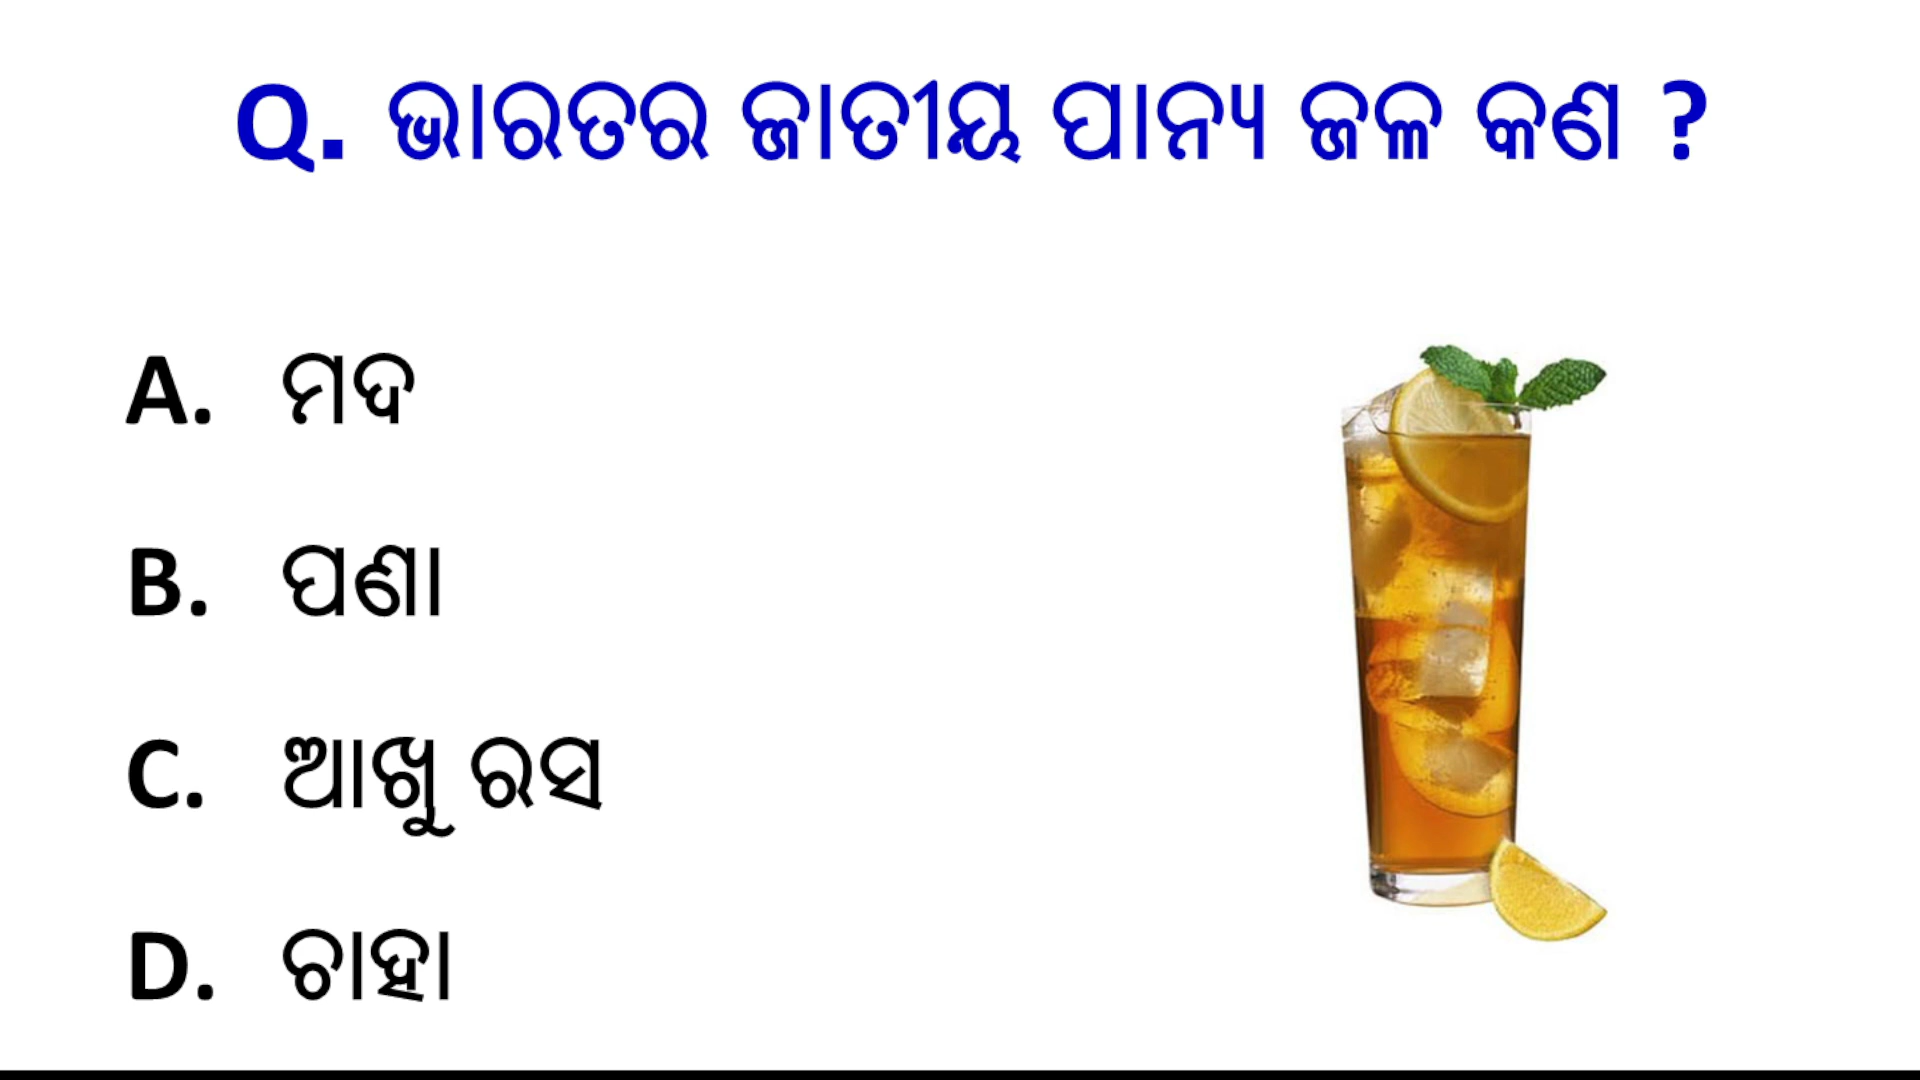 Q. ଭାରତର ଜାତୀୟ ପାନ୍ୟ ଜଳ କଣ ?
A. ମଦ
B. ପଣା
C. ଆଖୁ ରସ
D. ଚାହା